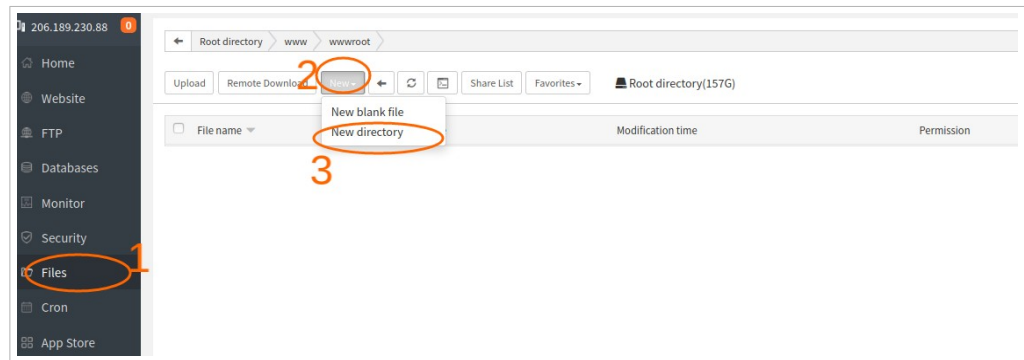 206.189.230.88 0
Home
Website
FTP
Databases
Monitor
Security
Files
Cron
App Store
1
Root directory www wwwroot
2
Upload Remote Download New Share List Favorites Root directory(157G)
New blank file
New directory
3
File name Modification time Permission